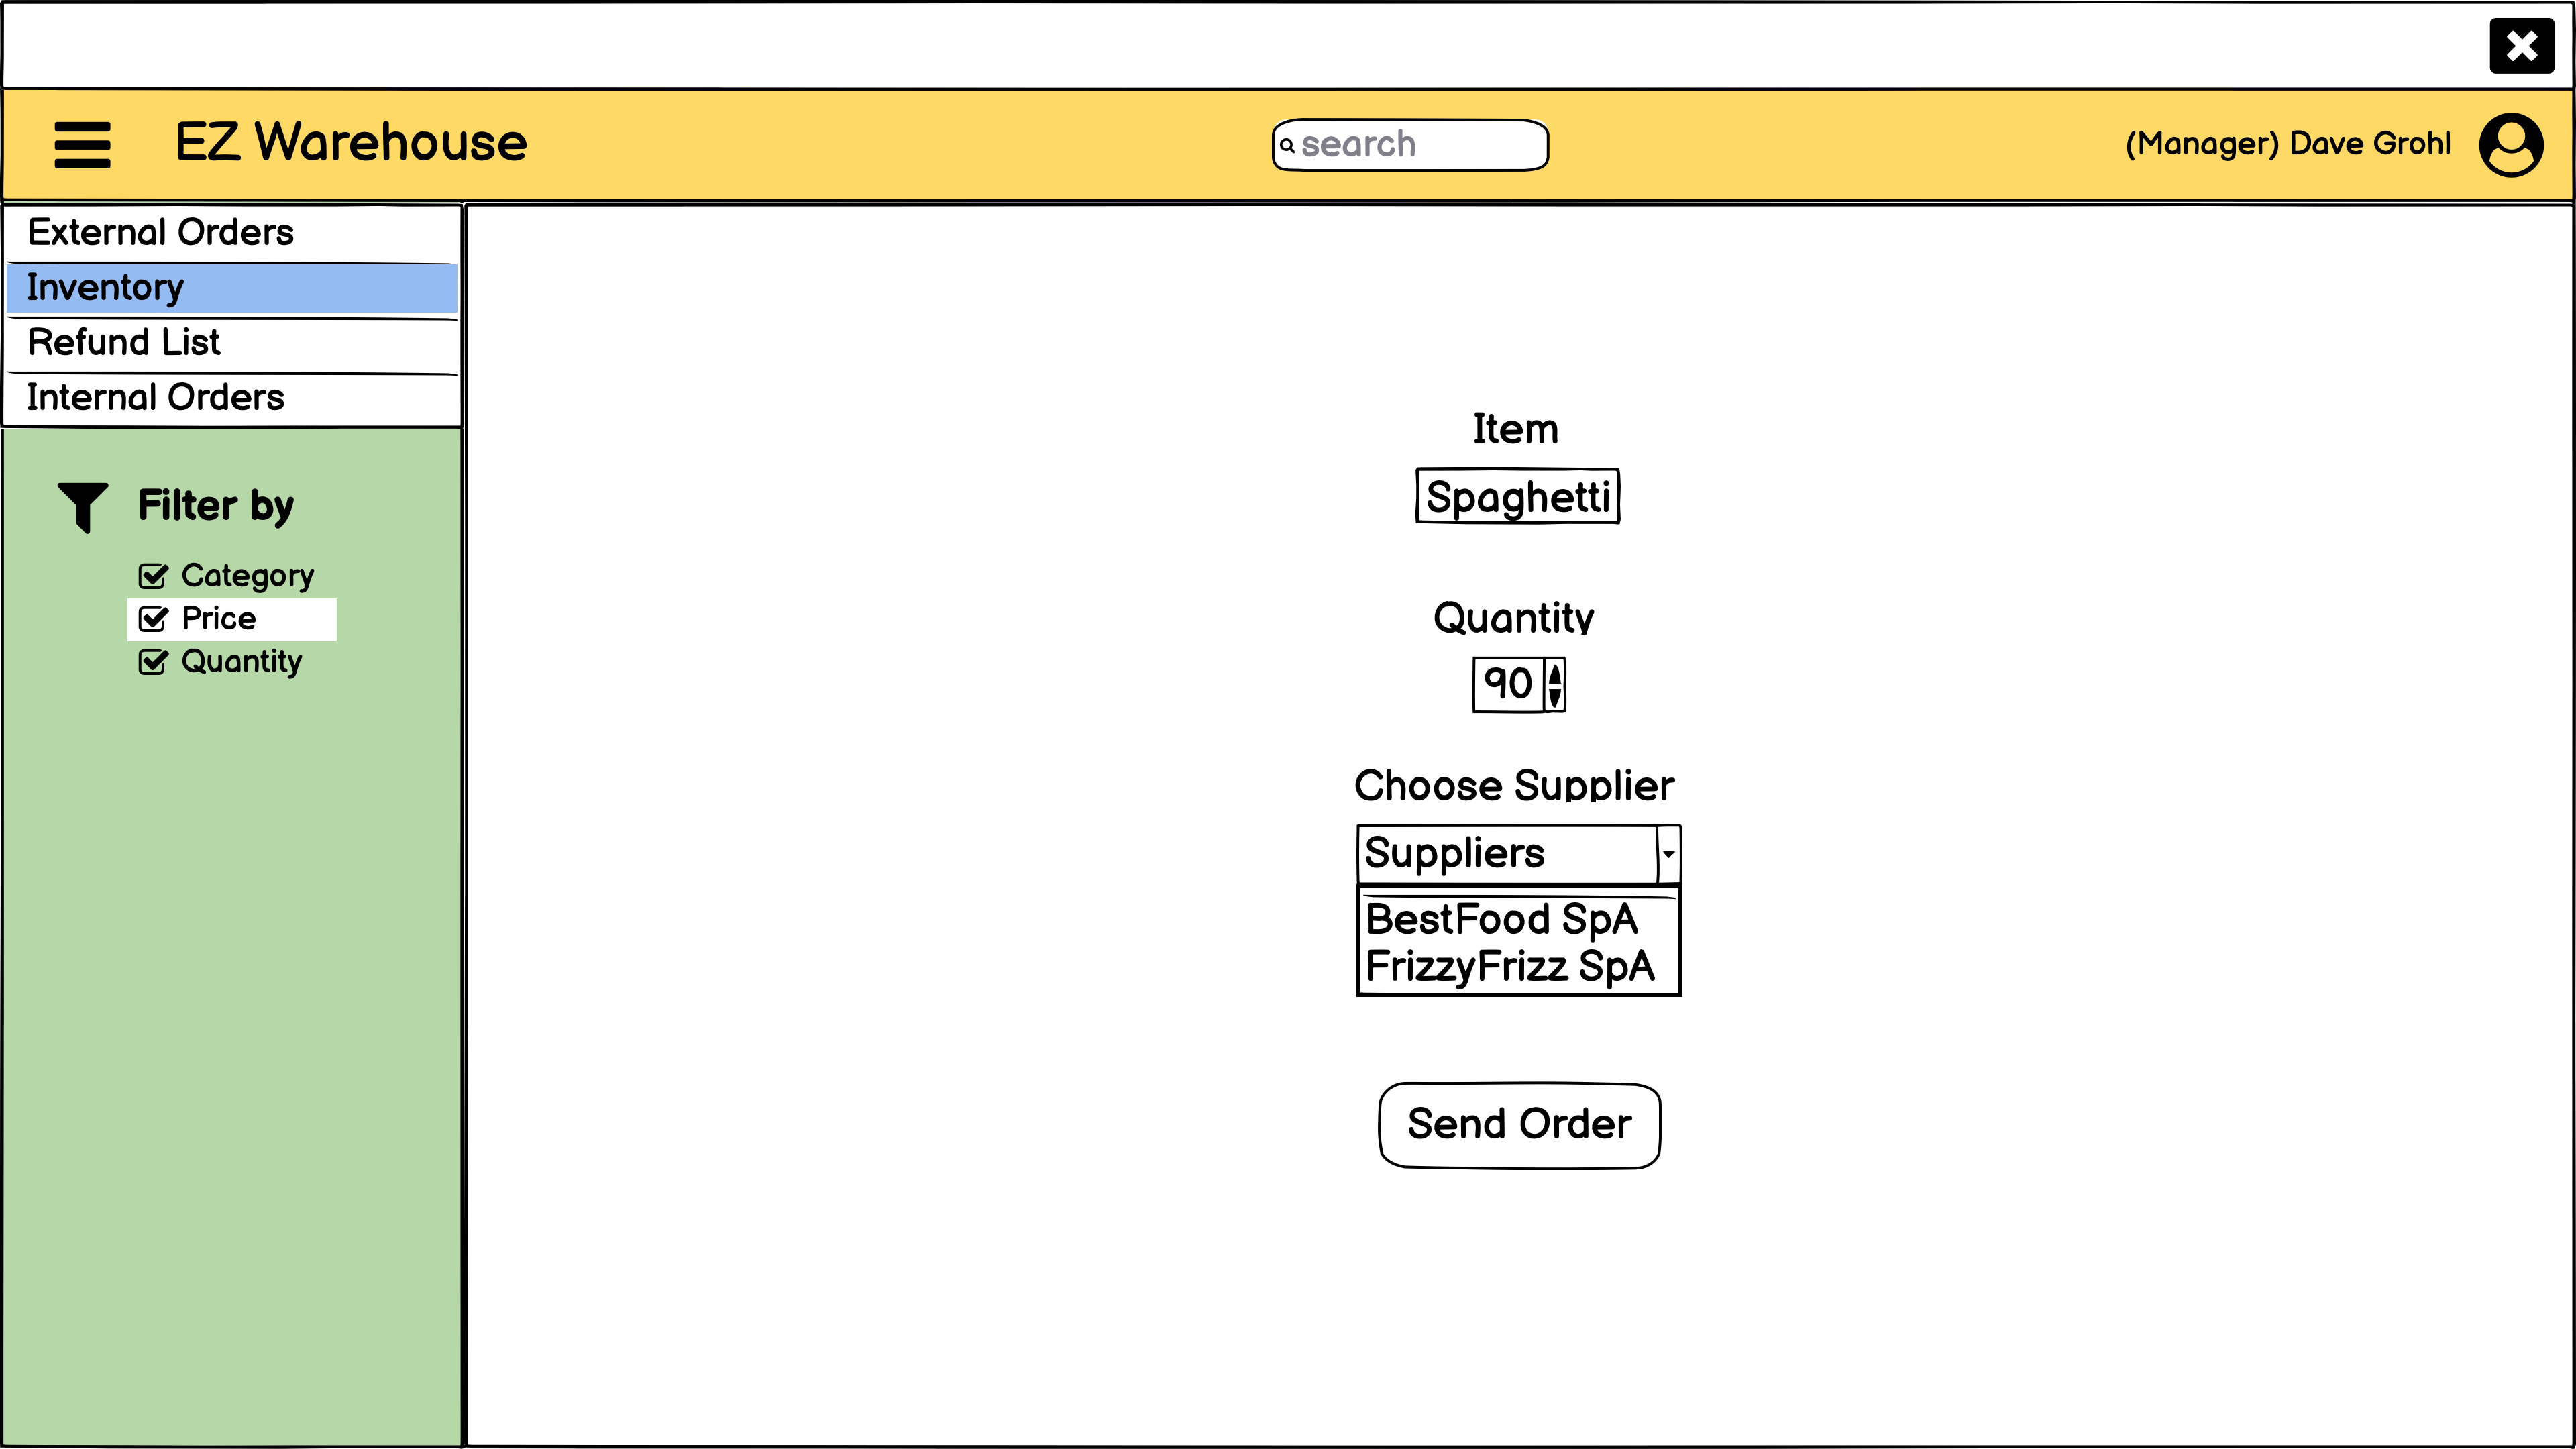 EZ Warehouse
search
(Manager) Dave Grohl
External Orders
Inventory
Refund List
Internal Orders
Filter by
Category
Price
Quantity
Item
Spaghetti
Quantity
90
Choose Supplier
Suppliers
BestFood SpA
FrizzyFrizz SpA
Send Order